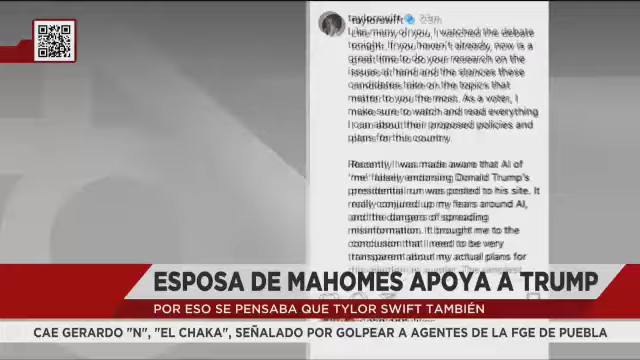 taylorswift
Like many of you, I watched the debate
tonight. If you haven't already, now is a
great time to do your research on the
issues at hand and the stances these
candidates take on the topics that
matter to you the most. As a voter, I
make sure to watch and read everything
I can about their proposed policies and
plans for this country.
Recently I was made aware that AI of
'me' falsely endorsing Donald Trump's
presidential run was posted to his site. It
really conjured up my fears around AI,
and the dangers of spreading
misinformation. It brought me to the
conclusion that I need to be very
transparent about my actual plans for
ESPOSA DE MAHOMES APOYA A TRUMP
POR ESO SE PENSABA QUE TYLOR SWIFT TAMBIÉN
CAE GERARDO "N", "EL CHAKA", SEÑALADO POR GOLPEAR A AGENTES DE LA FGE DE PUEBLA